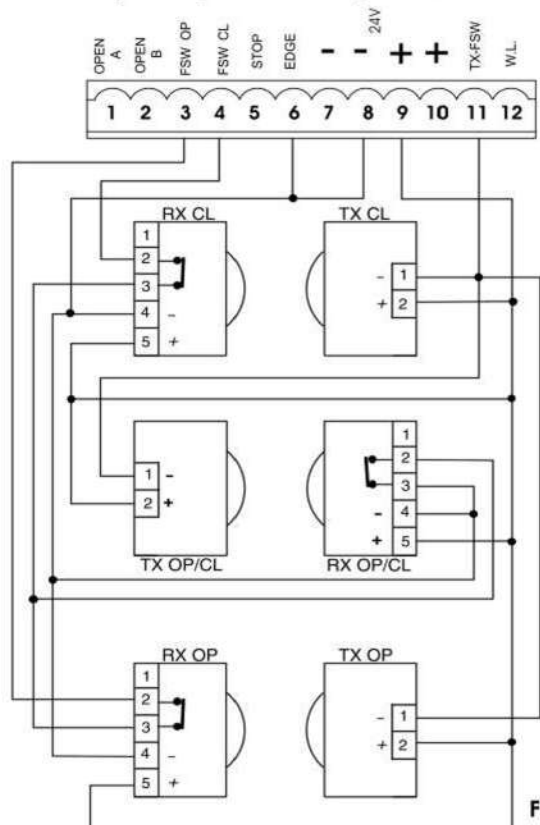 OPEN A
OPEN B
FSW OP
FSW CL
STOP
EDGE
-
-
24V
+
+
TX-FSW
W.L.
1 2 3 4 5 6 7 8 9 10 11 12
RX CL
1
2
3
4 -
5 +
TX CL
- 1
+ 2
1 -
2 +
TX OP/CL
1
2
3
- 4
+ 5
RX OP/CL
RX OP
1
2
3
4 -
5 +
TX OP
- 1
+ 2
F